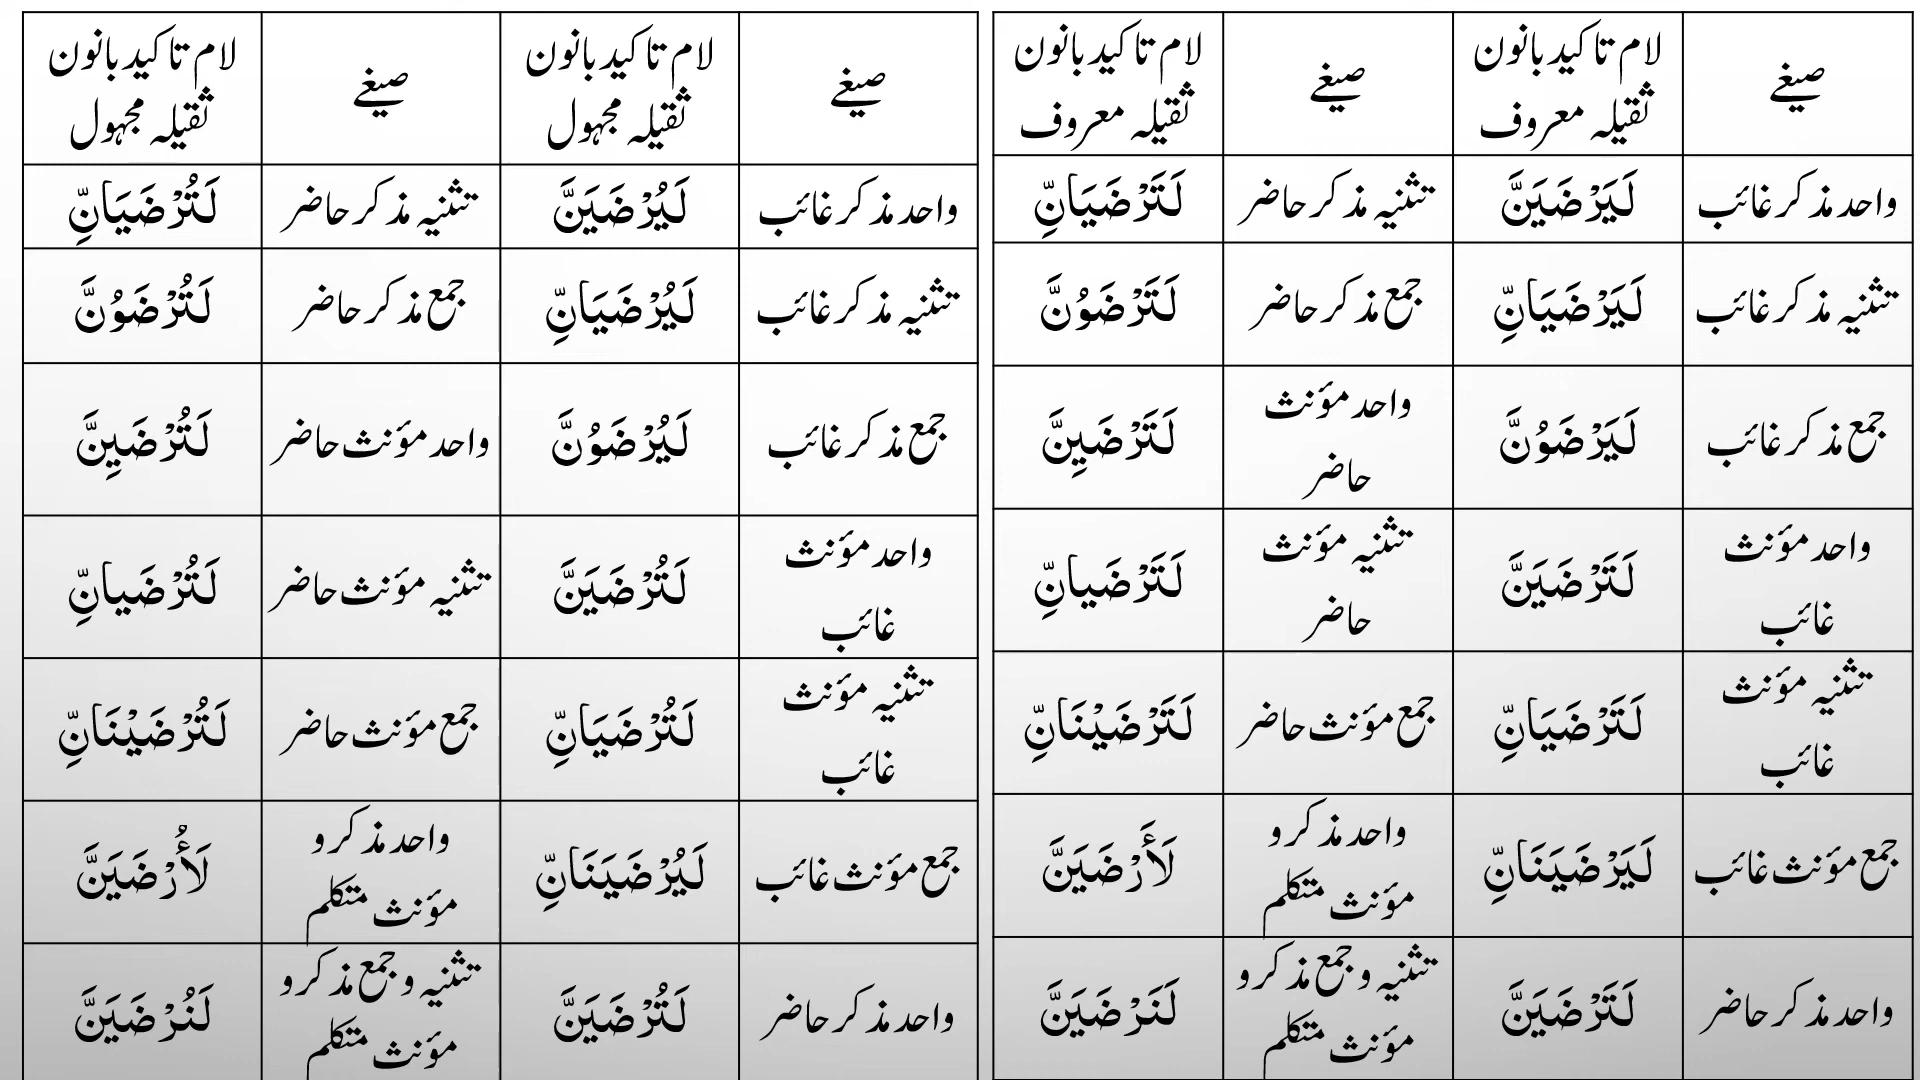 صیغے	لام تاکید بانون ثقیلہ معروف	صیغے	لام تاکید بانون ثقیلہ معروف
واحد مذکر غائب	لَيَرْضَيَنَّ	تثنیہ مذکر حاضر	لَتَرْضَيَانِّ
تثنیہ مذکر غائب	لَيَرْضَيَانِّ	جمع مذکر حاضر	لَتَرْضَوُنَّ
جمع مذکر غائب	لَيَرْضَوُنَّ	واحد مؤنث حاضر	لَتَرْضَيِنَّ
واحد مؤنث غائب	لَتَرْضَيَنَّ	تثنیہ مؤنث حاضر	لَتَرْضَيانِّ
تثنیہ مؤنث غائب	لَتَرْضَيَانِّ	جمع مؤنث حاضر	لَتَرْضَيْنَانِّ
جمع مؤنث غائب	لَيَرْضَيَنَانِّ	واحد مذکر و مؤنث متکلم	لَأَرْضَيَنَّ
واحد مذکر حاضر	لَتَرْضَيَنَّ	تثنیہ و جمع مذکر و مؤنث متکلم	لَنَرْضَيَنَّ
صیغے	لام تاکید بانون ثقیلہ مجہول	صیغے	لام تاکید بانون ثقیلہ مجہول
واحد مذکر غائب	لَيُرْضَيَنَّ	تثنیہ مذکر حاضر	لَتُرْضَيَانِّ
تثنیہ مذکر غائب	لَيُرْضَيَانِّ	جمع مذکر حاضر	لَتُرْضَوُنَّ
جمع مذکر غائب	لَيُرْضَوُنَّ	واحد مؤنث حاضر	لَتُرْضَيِنَّ
واحد مؤنث غائب	لَتُرْضَيَنَّ	تثنیہ مؤنث حاضر	لَتُرْضَيانِّ
تثنیہ مؤنث غائب	لَتُرْضَيَانِّ	جمع مؤنث حاضر	لَتُرْضَيْنَانِّ
جمع مؤنث غائب	لَيُرْضَيَنَانِّ	واحد مذکر و مؤنث متکلم	لَأُرْضَيَنَّ
واحد مذکر حاضر	لَتُرْضَيَنَّ	تثنیہ و جمع مذکر و مؤنث متکلم	لَنُرْضَيَنَّ